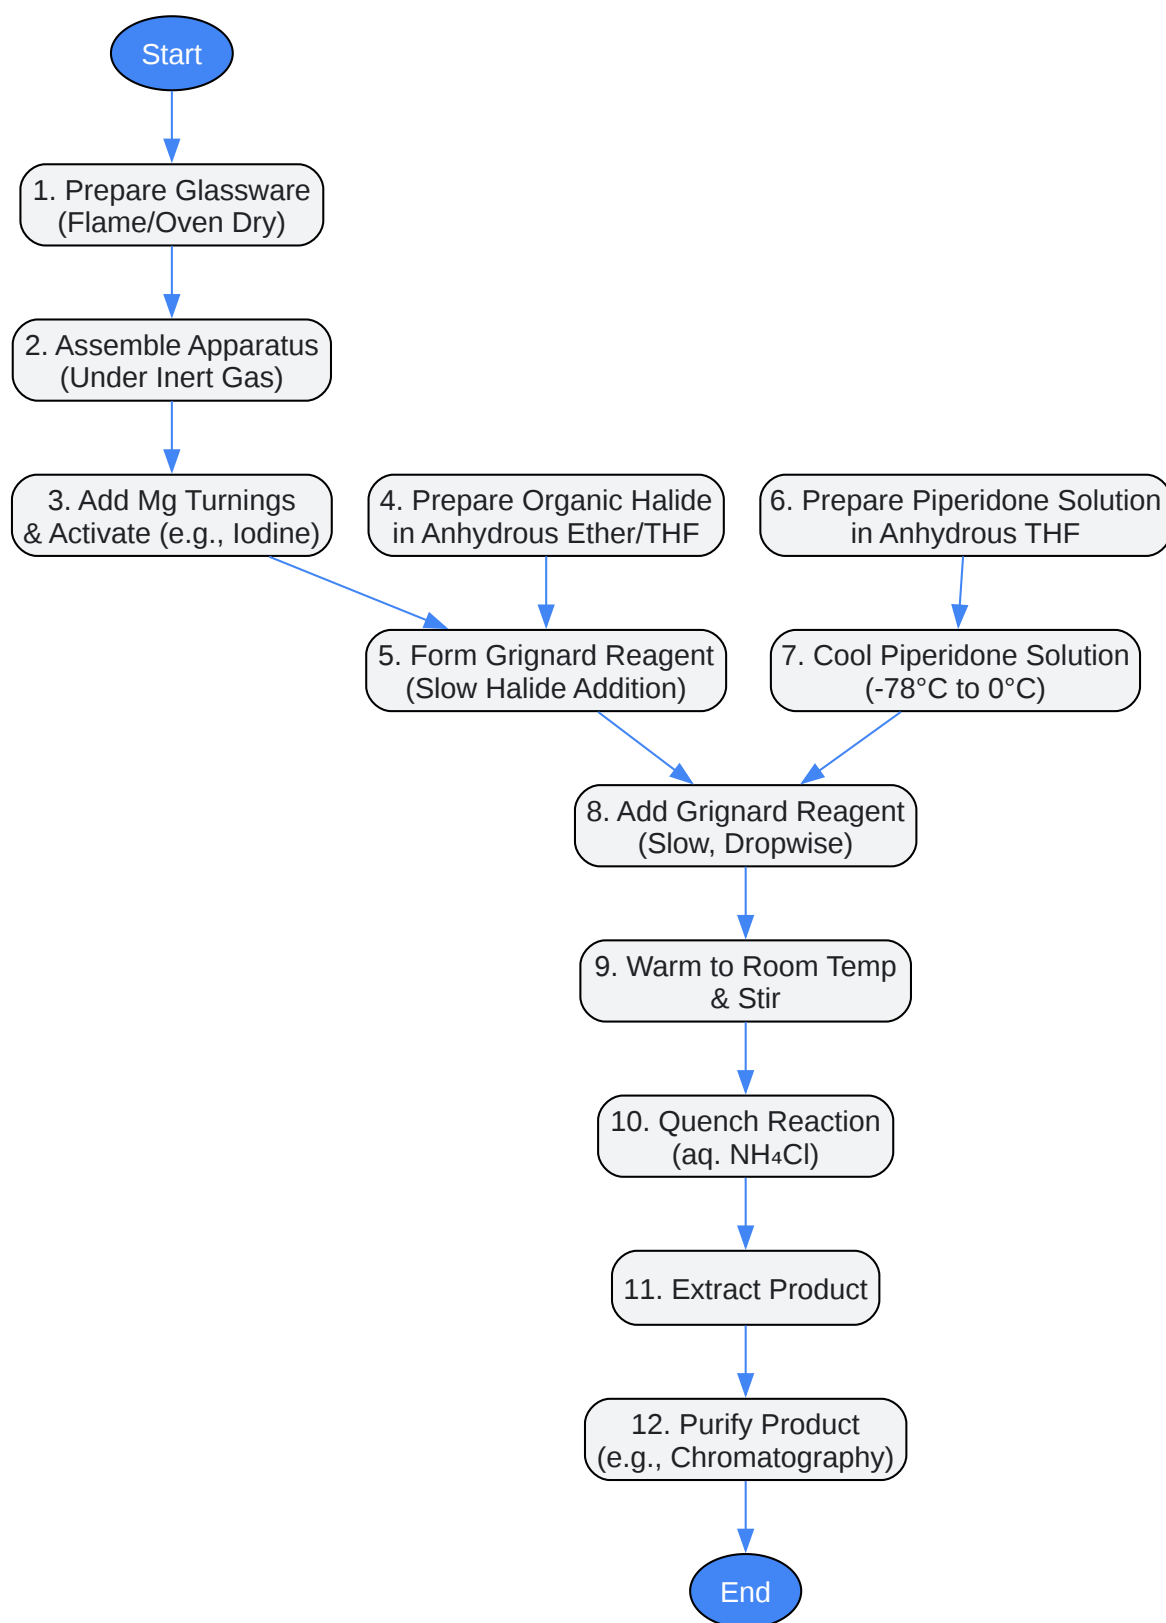 Start
1. Prepare Glassware
(Flame/Oven Dry)
2. Assemble Apparatus
(Under Inert Gas)
3. Add Mg Turnings
& Activate (e.g., Iodine)
4. Prepare Organic Halide
in Anhydrous Ether/THF
6. Prepare Piperidone Solution
in Anhydrous THF
5. Form Grignard Reagent
(Slow Halide Addition)
7. Cool Piperidone Solution
(-78°C to 0°C)
8. Add Grignard Reagent
(Slow, Dropwise)
9. Warm to Room Temp
& Stir
10. Quench Reaction
(aq. NH₄Cl)
11. Extract Product
12. Purify Product
(e.g., Chromatography)
End